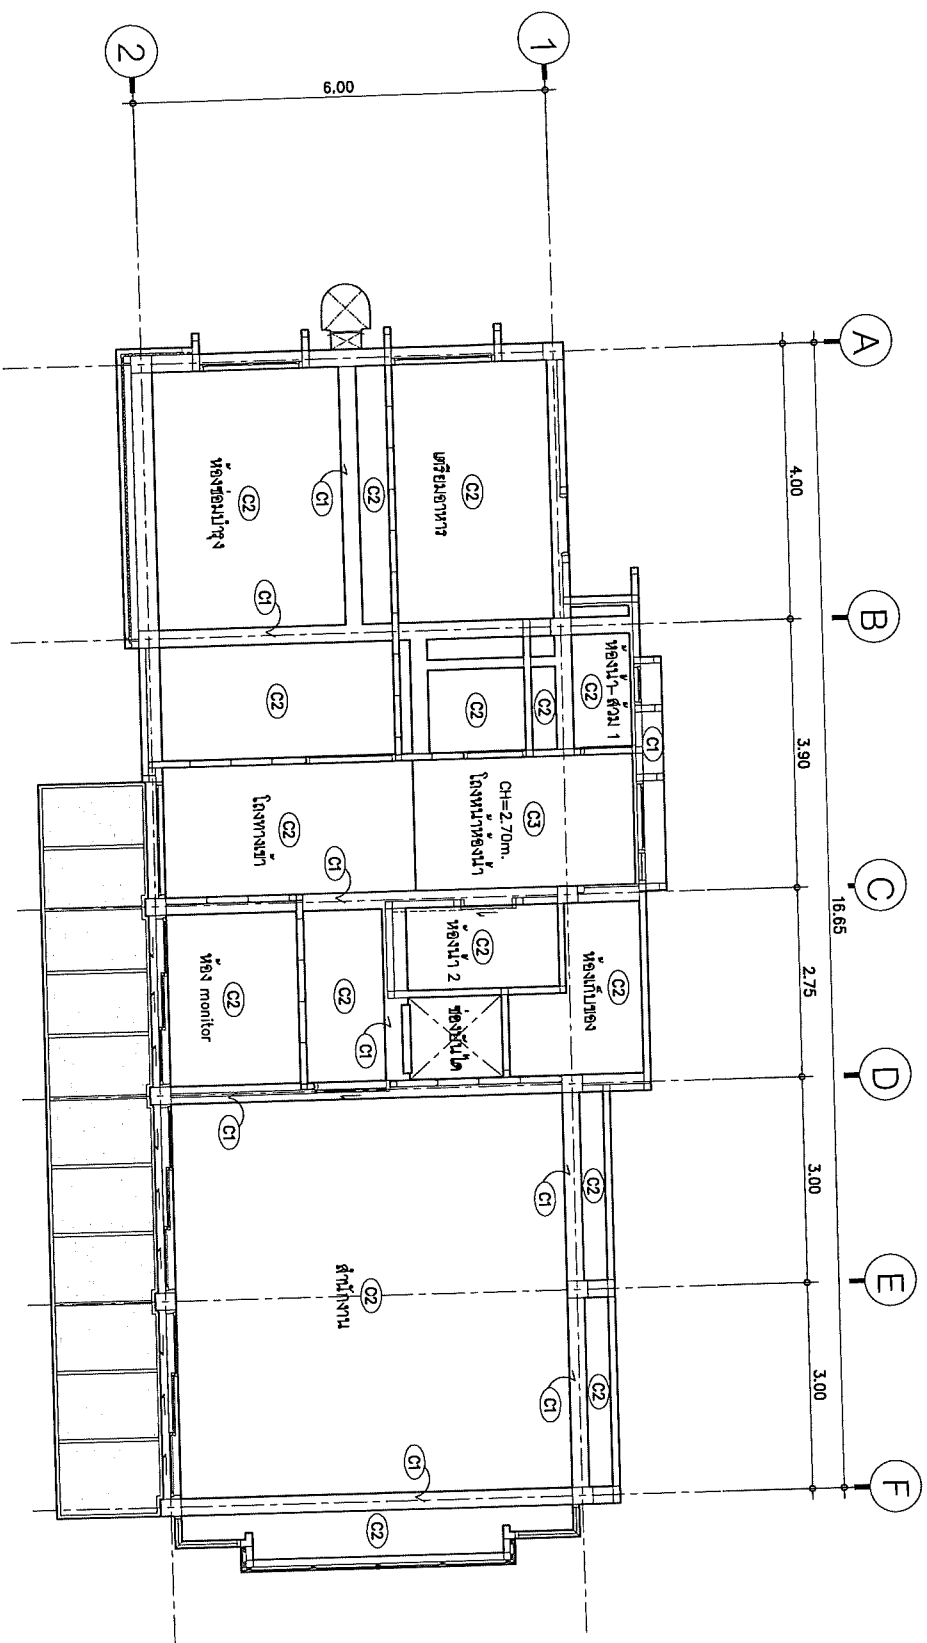 A
B
C
D
E
F
16.65
4.00
3.90
2.75
3.00
3.00
1
2
6.00
C2
เตรียมอาหาร
C2
C1
C2
ห้องซ่อมบำรุง
C1
ห้องน้ำ-ส้วม 1
C2
C1
C2
C2
C2
C3
CH=2.70m.
โถงหน้าห้องน้ำ
C2
โถงทางเข้า
C1
C2
ห้องเก็บของ
C2
ห้องน้ำ 2
ช่องบันได
C2
C1
C2
ห้อง monitor
C1
C2
C1
C2
C1
C2
สำนักงาน
C1
C2